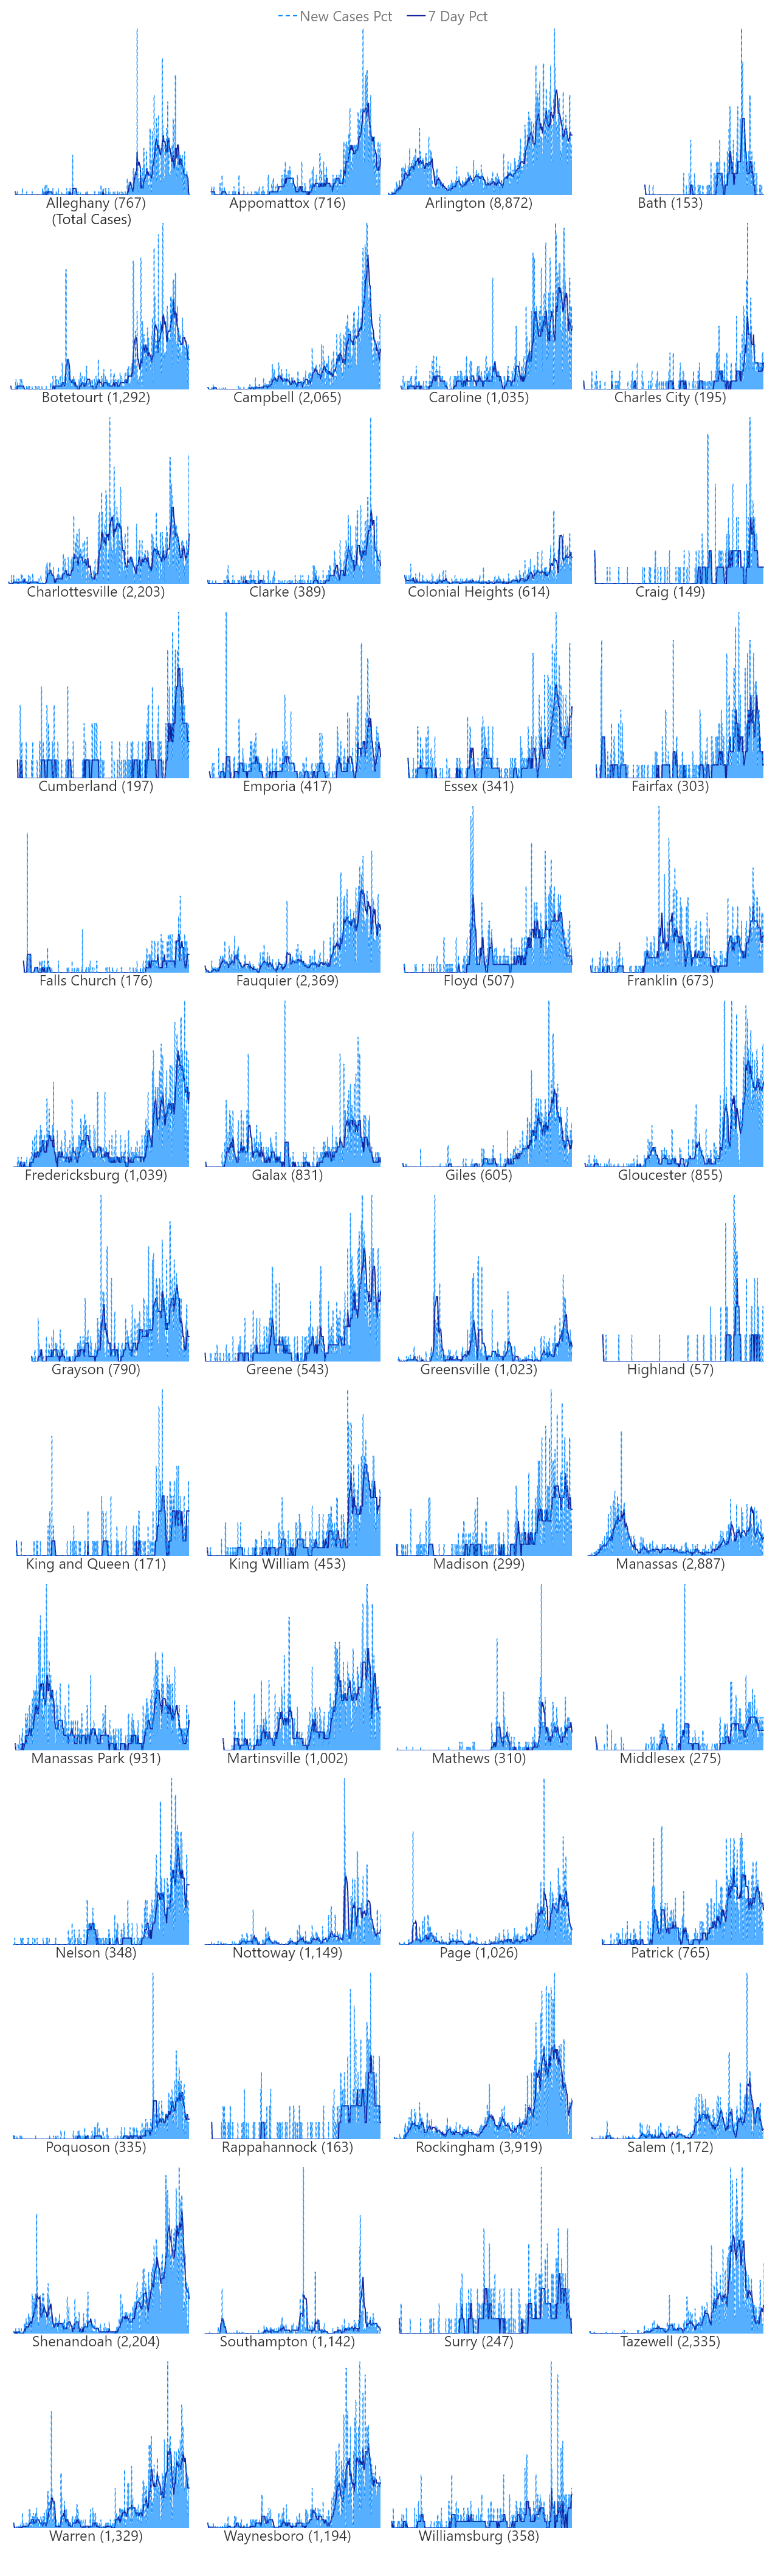 New Cases Pct 7 Day Pct
Alleghany (767) Appomattox (716) Arlington (8,872) Bath (153)
(Total Cases)
Botetourt (1,292) Campbell (2,065) Caroline (1,035) Charles City (195)
Charlottesville (2,203) Clarke (389) Colonial Heights (614) Craig (149)
Cumberland (197) Emporia (417) Essex (341) Fairfax (303)
Falls Church (176) Fauquier (2,369) Floyd (507) Franklin (673)
Fredericksburg (1,039) Galax (831) Giles (605) Gloucester (855)
Grayson (790) Greene (543) Greensville (1,023) Highland (57)
King and Queen (171) King William (453) Madison (299) Manassas (2,887)
Manassas Park (931) Martinsville (1,002) Mathews (310) Middlesex (275)
Nelson (348) Nottoway (1,149) Page (1,026) Patrick (765)
Poquoson (335) Rappahannock (163) Rockingham (3,919) Salem (1,172)
Shenandoah (2,204) Southampton (1,142) Surry (247) Tazewell (2,335)
Warren (1,329) Waynesboro (1,194) Williamsburg (358)